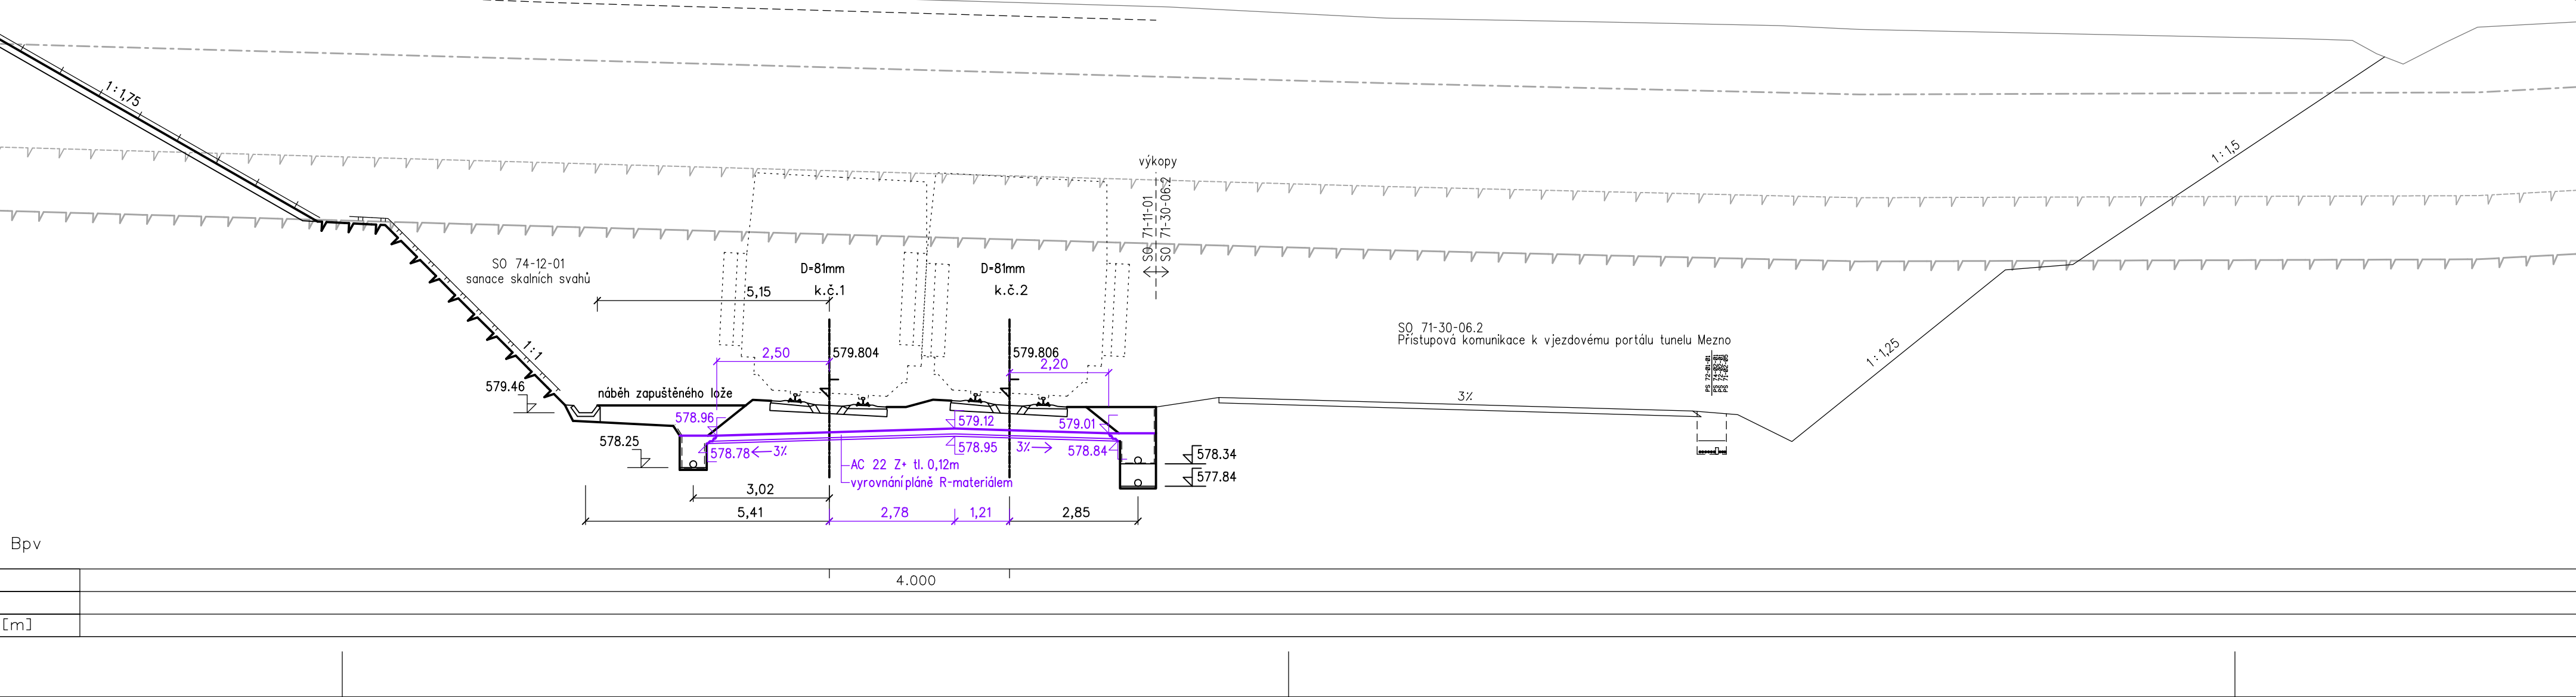 1:1,75
výkopy
1:1,5
SO 71-11-01
SO 71-30-06.2
SO 74-12-01
sanace skalních svahů
D=81mm
k.č.1
D=81mm
k.č.2
5,15
SO 71-30-06.2
Přístupová komunikace k vjezdovému portálu tunelu Mezno
1:1
2,50
579.804
579.806
2,20
1:1,25
579.46
náběh zapuštěného lože
3%
578.96
579.12
579.01
578.25
578.78
3%
578.95
3%
578.84
578.34
AC 22 Z+ tl. 0,12m
vyrovnání pláně R-materiálem
577.84
3,02
5,41
2,78
1,21
2,85
Bpv
4.000
[m]